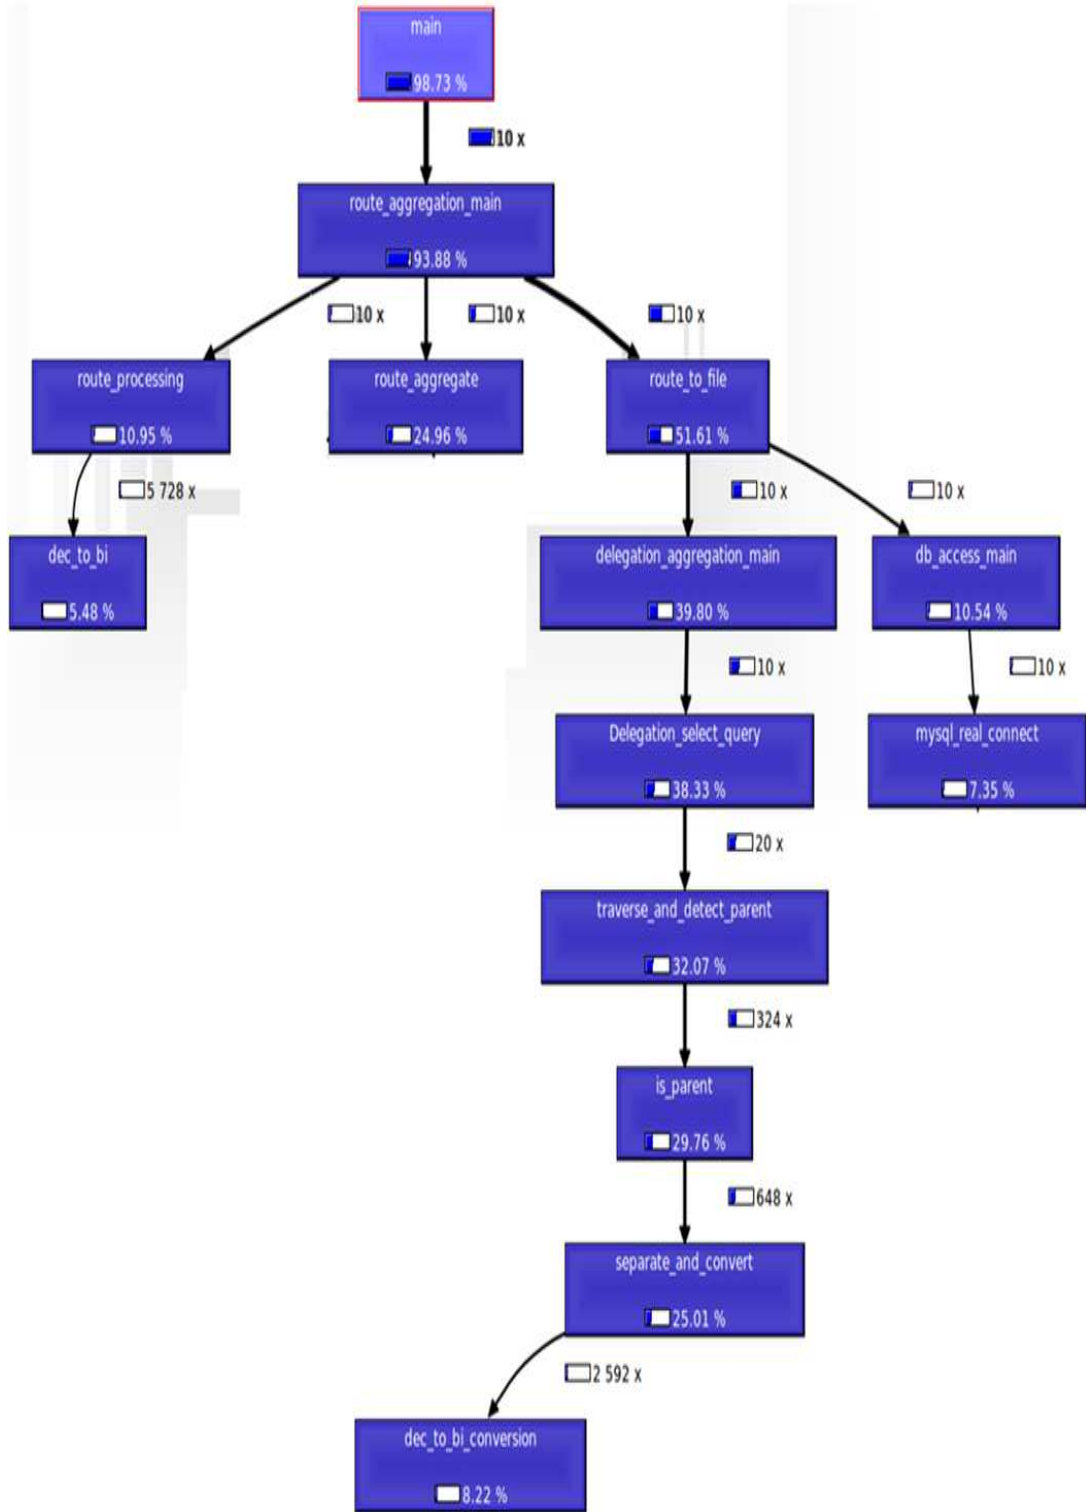 main
98.73 %
10 x
route_aggregation_main
93.88 %
10 x
10 x
10 x
route_processing
10.95 %
route_aggregate
24.96 %
route_to_file
51.61 %
5 728 x
10 x
10 x
dec_to_bi
5.48 %
delegation_aggregation_main
39.80 %
db_access_main
10.54 %
10 x
10 x
Delegation_select_query
38.33 %
mysql_real_connect
7.35 %
20 x
traverse_and_detect_parent
32.07 %
324 x
is_parent
29.76 %
648 x
separate_and_convert
25.01 %
2 592 x
dec_to_bi_conversion
8.22 %